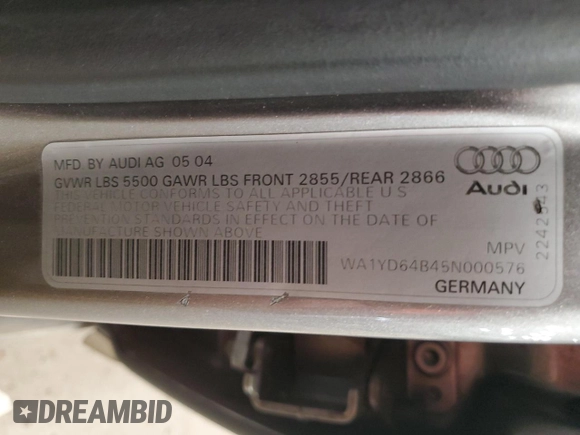 MFD. BY AUDI AG 05 04
GVWR LBS 5500 GAWR LBS FRONT 2855/REAR 2866
THIS VEHICLE CONFORMS TO ALL APPLICABLE U S
FEDERAL MOTOR VEHICLE SAFETY AND THEFT
PREVENTION STANDARDS IN EFFECT ON THE DATE OF
MANUFACTURE SHOWN ABOVE
Audi
MPV
WA1YD64B45N000576
GERMANY
DREAMBID